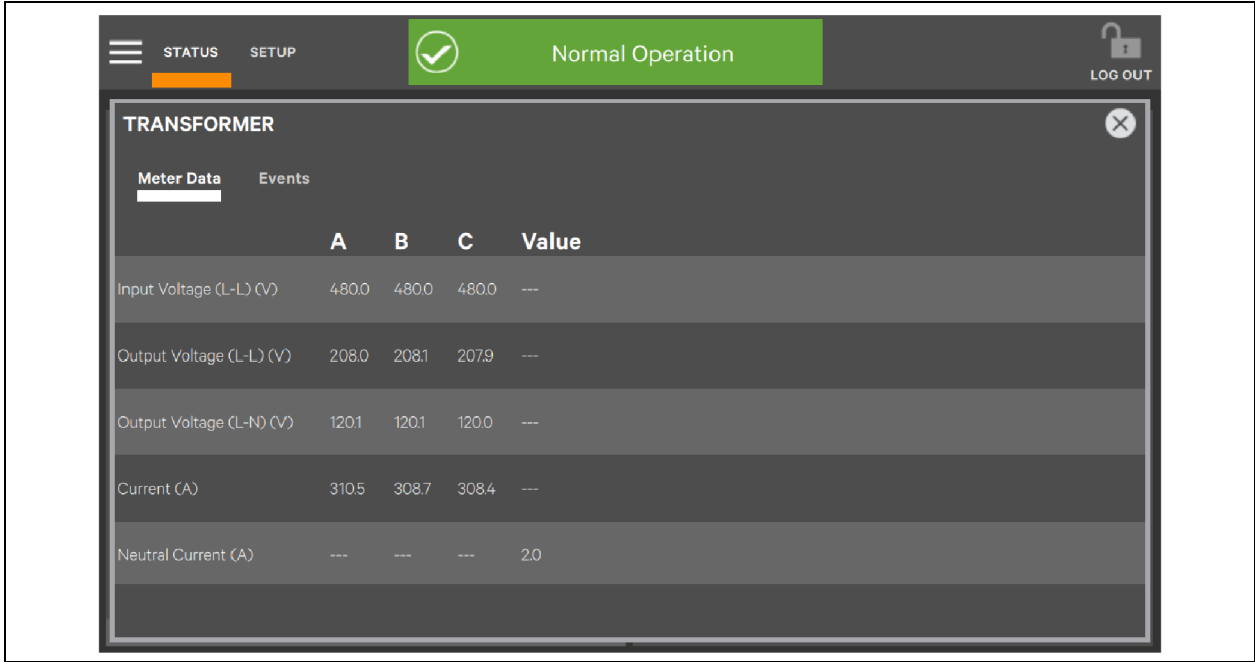 STATUS SETUP Normal Operation LOG OUT
TRANSFORMER
Meter Data Events
A B C Value
Input Voltage (L-L) (V) 480.0 480.0 480.0 ---
Output Voltage (L-L) (V) 208.0 208.1 207.9 ---
Output Voltage (L-N) (V) 120.1 120.1 120.0 ---
Current (A) 310.5 308.7 308.4 ---
Neutral Current (A) --- --- --- 2.0